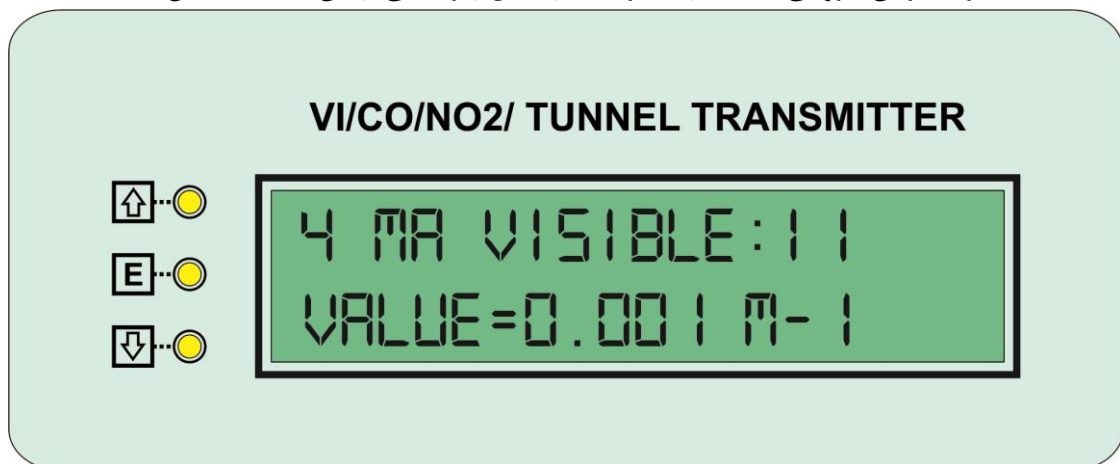 VI/CO/NO2/ TUNNEL TRANSMITTER
4 MA VISIBLE:11
E
VALUE=0.001 M-1